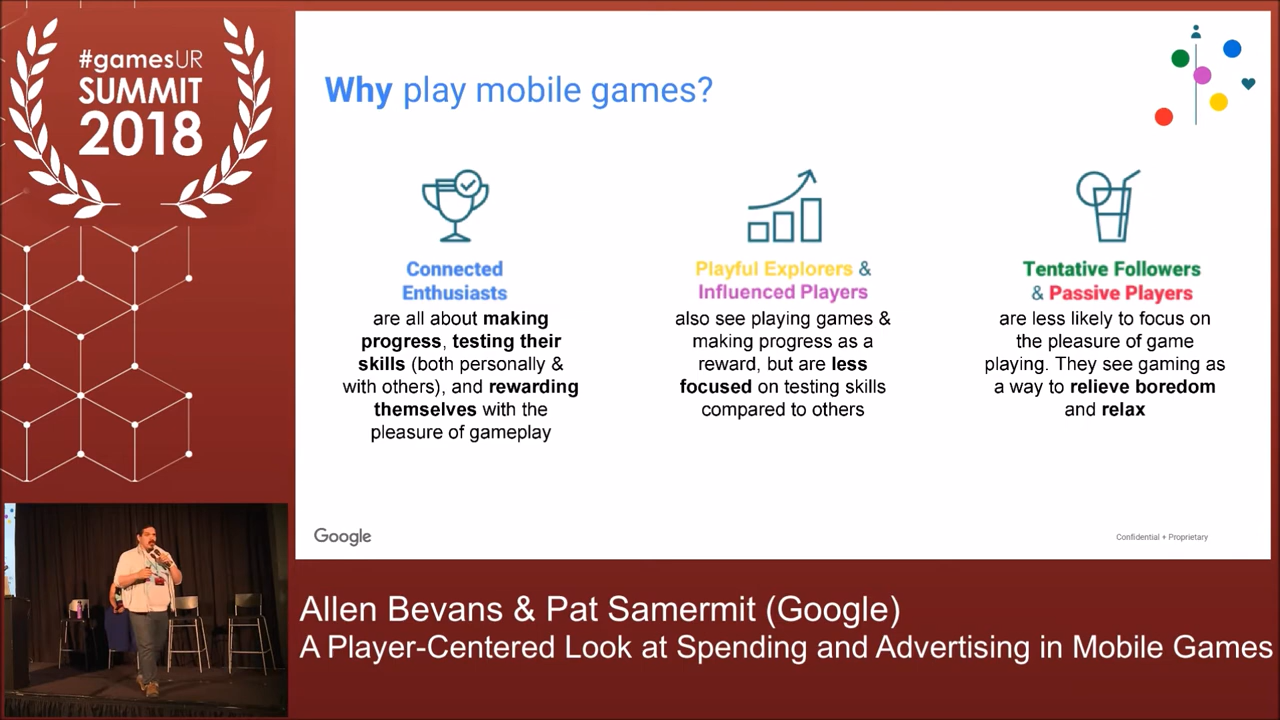 #gamesUR
SUMMIT
2018
Why play mobile games?
Connected
Enthusiasts
are all about making
progress, testing their
skills (both personally &
with others), and rewarding
themselves with the
pleasure of gameplay
Playful Explorers &
Influenced Players
also see playing games &
making progress as a
reward, but are less
focused on testing skills
compared to others
Tentative Followers
& Passive Players
are less likely to focus on
the pleasure of game
playing. They see gaming as
a way to relieve boredom
and relax
Google
Confidential + Proprietary
Allen Bevans & Pat Samermit (Google)
A Player-Centered Look at Spending and Advertising in Mobile Games